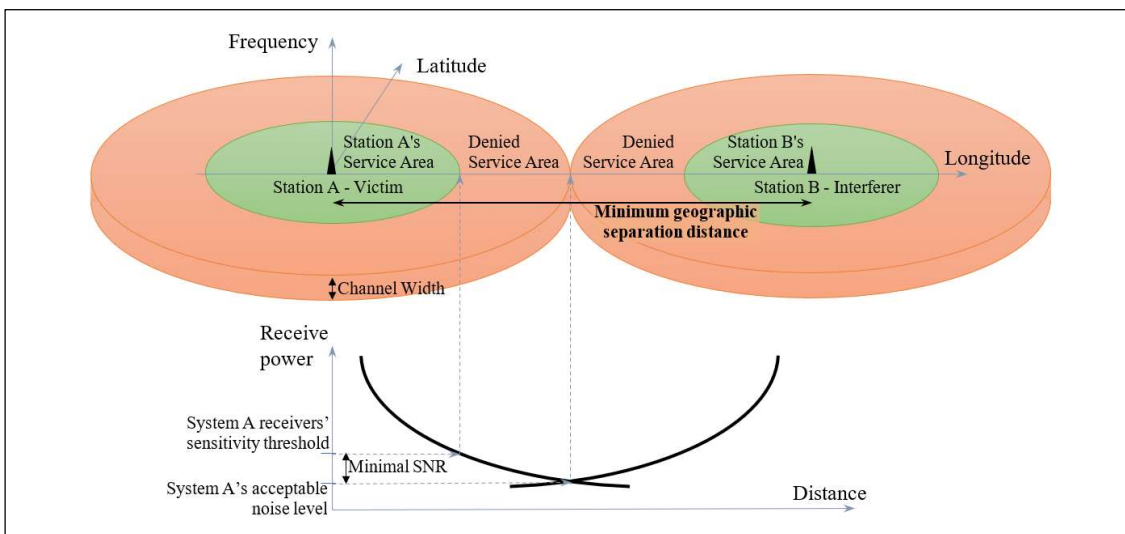 Frequency
Latitude
Station A's
Service Area
Denied
Service Area
Denied
Service Area
Station B's
Service Area
Longitude
Station A - Victim
Station B - Interferer
Minimum geographic
separation distance
Channel Width
Receive
power
System A receivers’
sensitivity threshold
Minimal SNR
System A’s acceptable
noise level
Distance